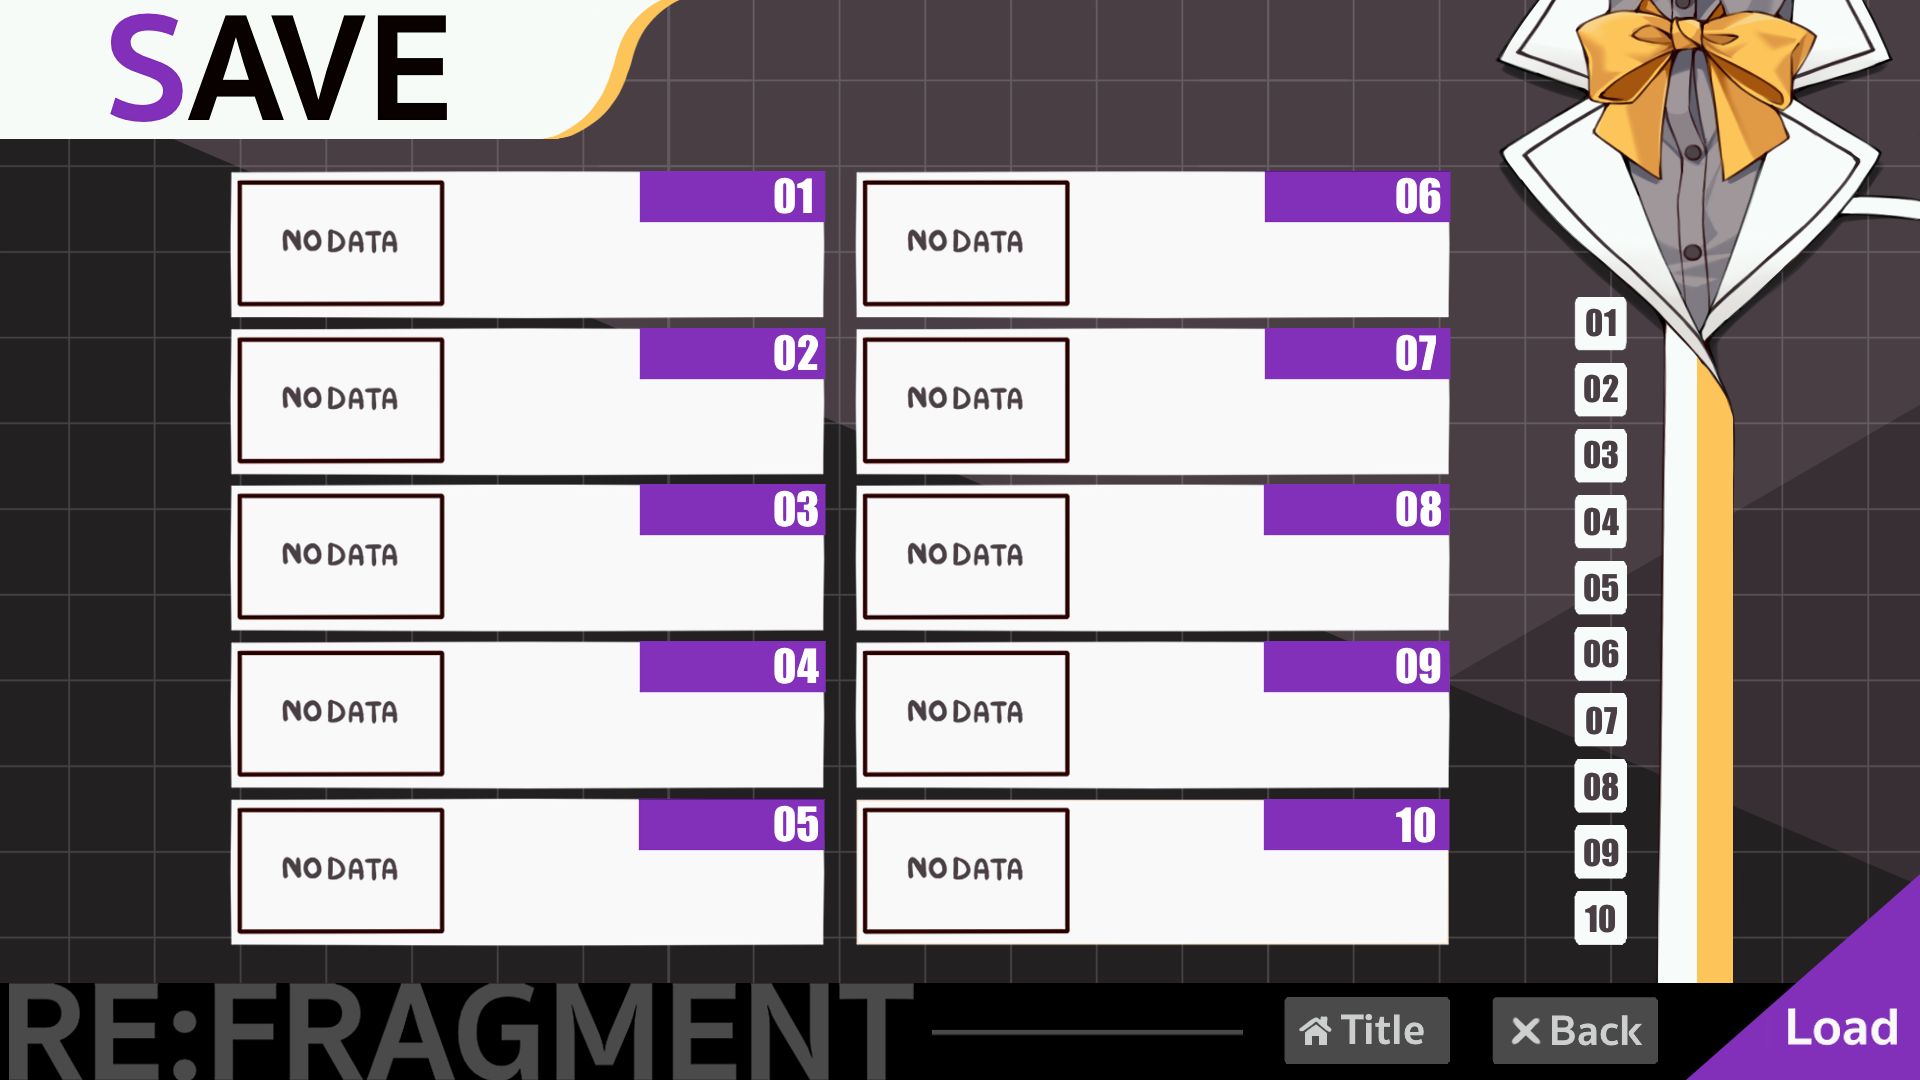 SAVE
01
NO DATA
02
NO DATA
03
NO DATA
04
NO DATA
05
NO DATA
06
NO DATA
07
NO DATA
08
NO DATA
09
NO DATA
10
NO DATA
01
02
03
04
05
06
07
08
09
10
RE:FRAGMENT
Title
Back
Load